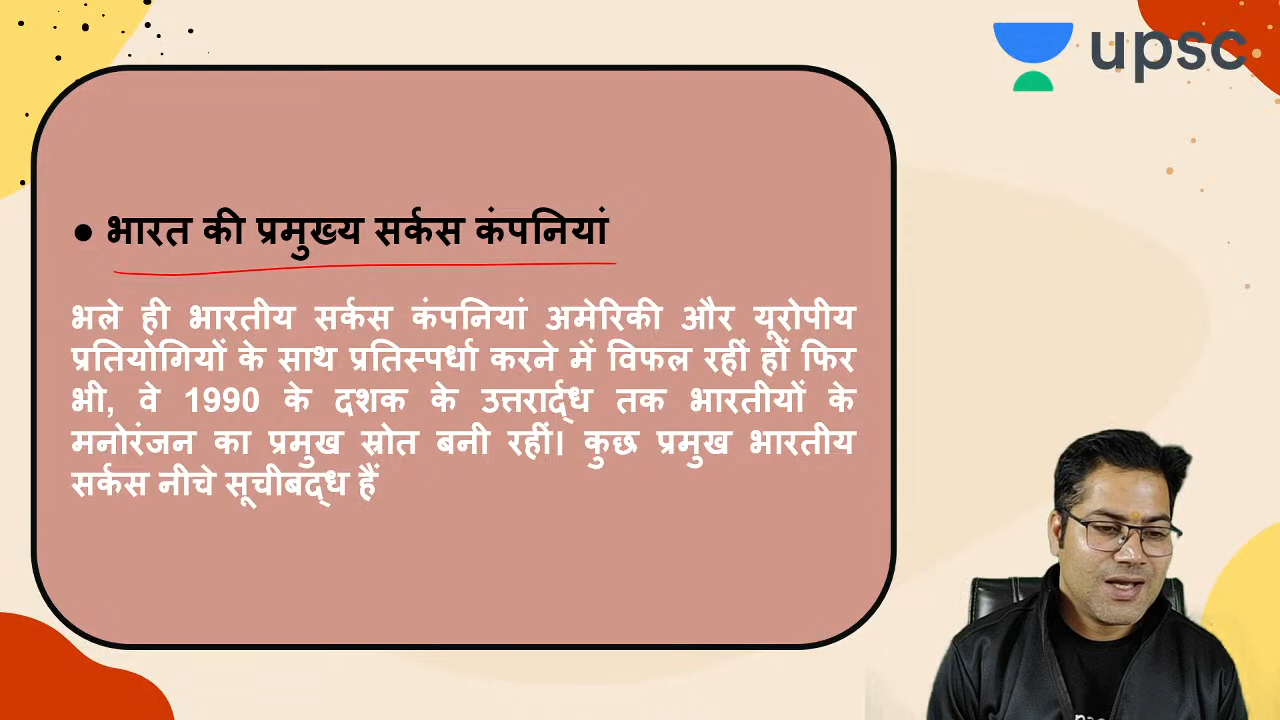 upsc
● भारत की प्रमुख्य सर्कस कंपनियां
भले ही भारतीय सर्कस कंपनियां अमेरिकी और यूरोपीय
प्रतियोगियों के साथ प्रतिस्पर्धा करने में विफल रहीं हों फिर
भी, वे 1990 के दशक के उत्तरार्द्ध तक भारतीयों के
मनोरंजन का प्रमुख स्रोत बनी रहीं। कुछ प्रमुख भारतीय
सर्कस नीचे सूचीबद्ध हैं